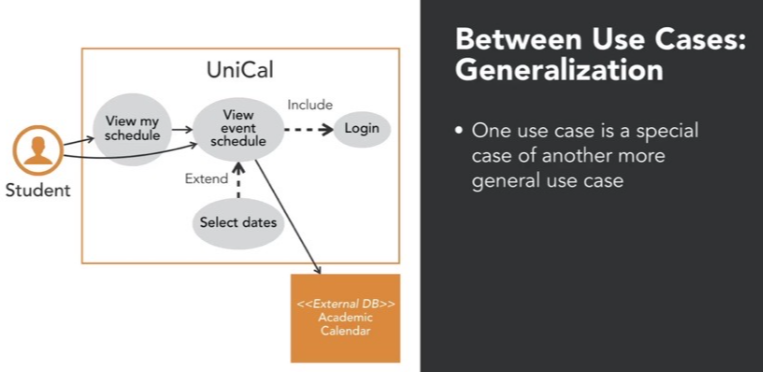 UniCal
View my
schedule
View
event
schedule
Include
Login
Student
Extend
Select dates
<<External DB>>
Academic
Calendar
Between Use Cases:
Generalization
• One use case is a special
case of another more
general use case